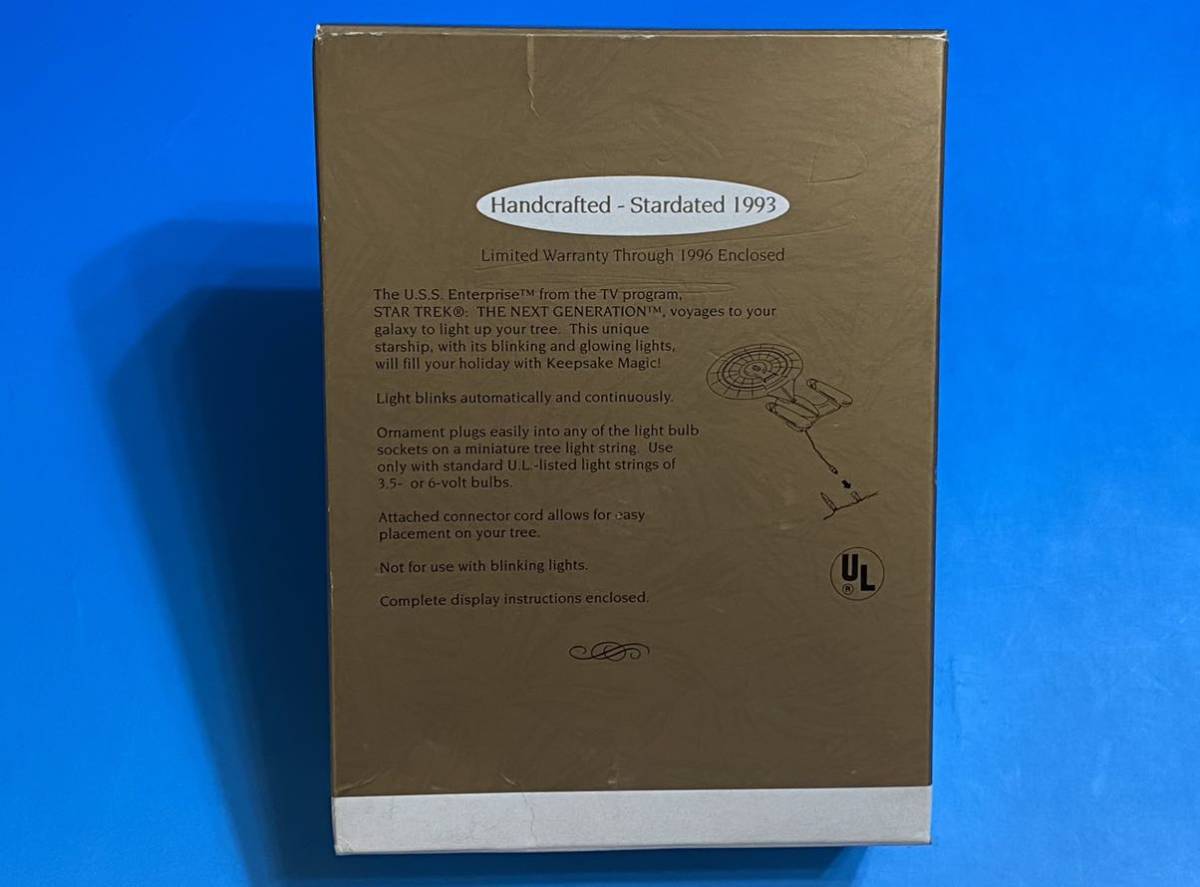 Handcrafted - Stardated 1993
Limited Warranty Through 1996 Enclosed
The U.S.S. Enterprise™ from the TV program,
STAR TREK®: THE NEXT GENERATION™, voyages to your
galaxy to light up your tree. This unique
starship, with its blinking and glowing lights,
will fill your holiday with Keepsake Magic!
Light blinks automatically and continuously.
Ornament plugs easily into any of the light bulb
sockets on a miniature tree light string. Use
only with standard U.L.-listed light strings of
3.5- or 6-volt bulbs.
Attached connector cord allows for easy
placement on your tree.
Not for use with blinking lights.
Complete display instructions enclosed.
UL
®